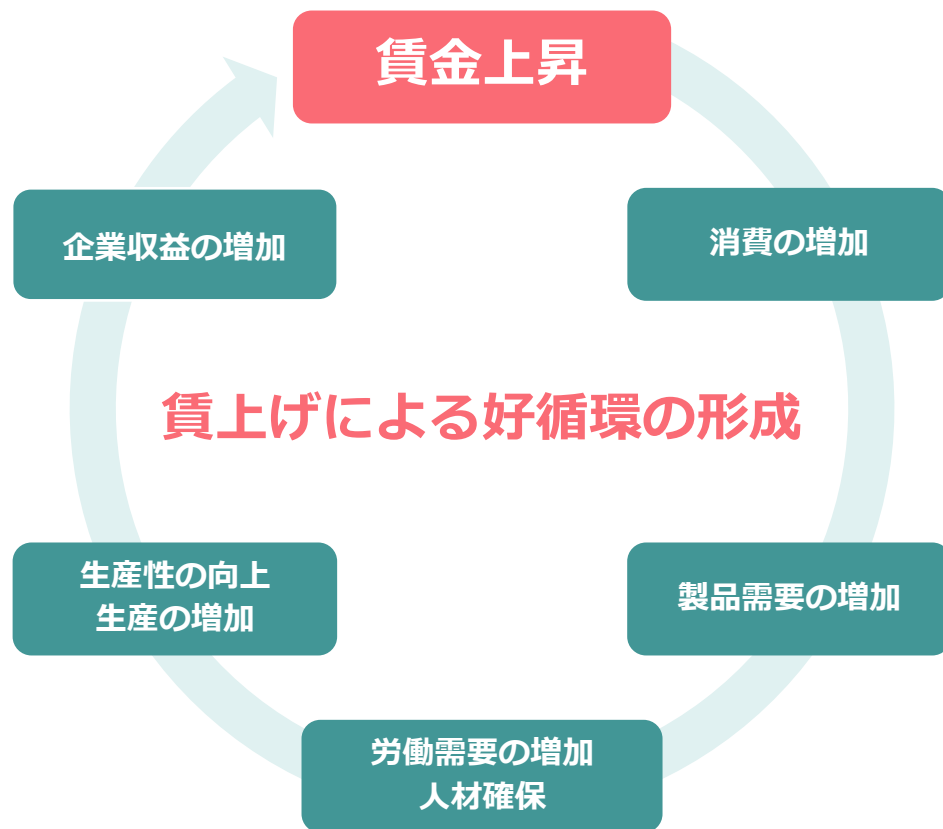 賃金上昇
企業収益の増加
消費の増加
賃上げによる好循環の形成
生産性の向上
生産の増加
製品需要の増加
労働需要の増加
人材確保